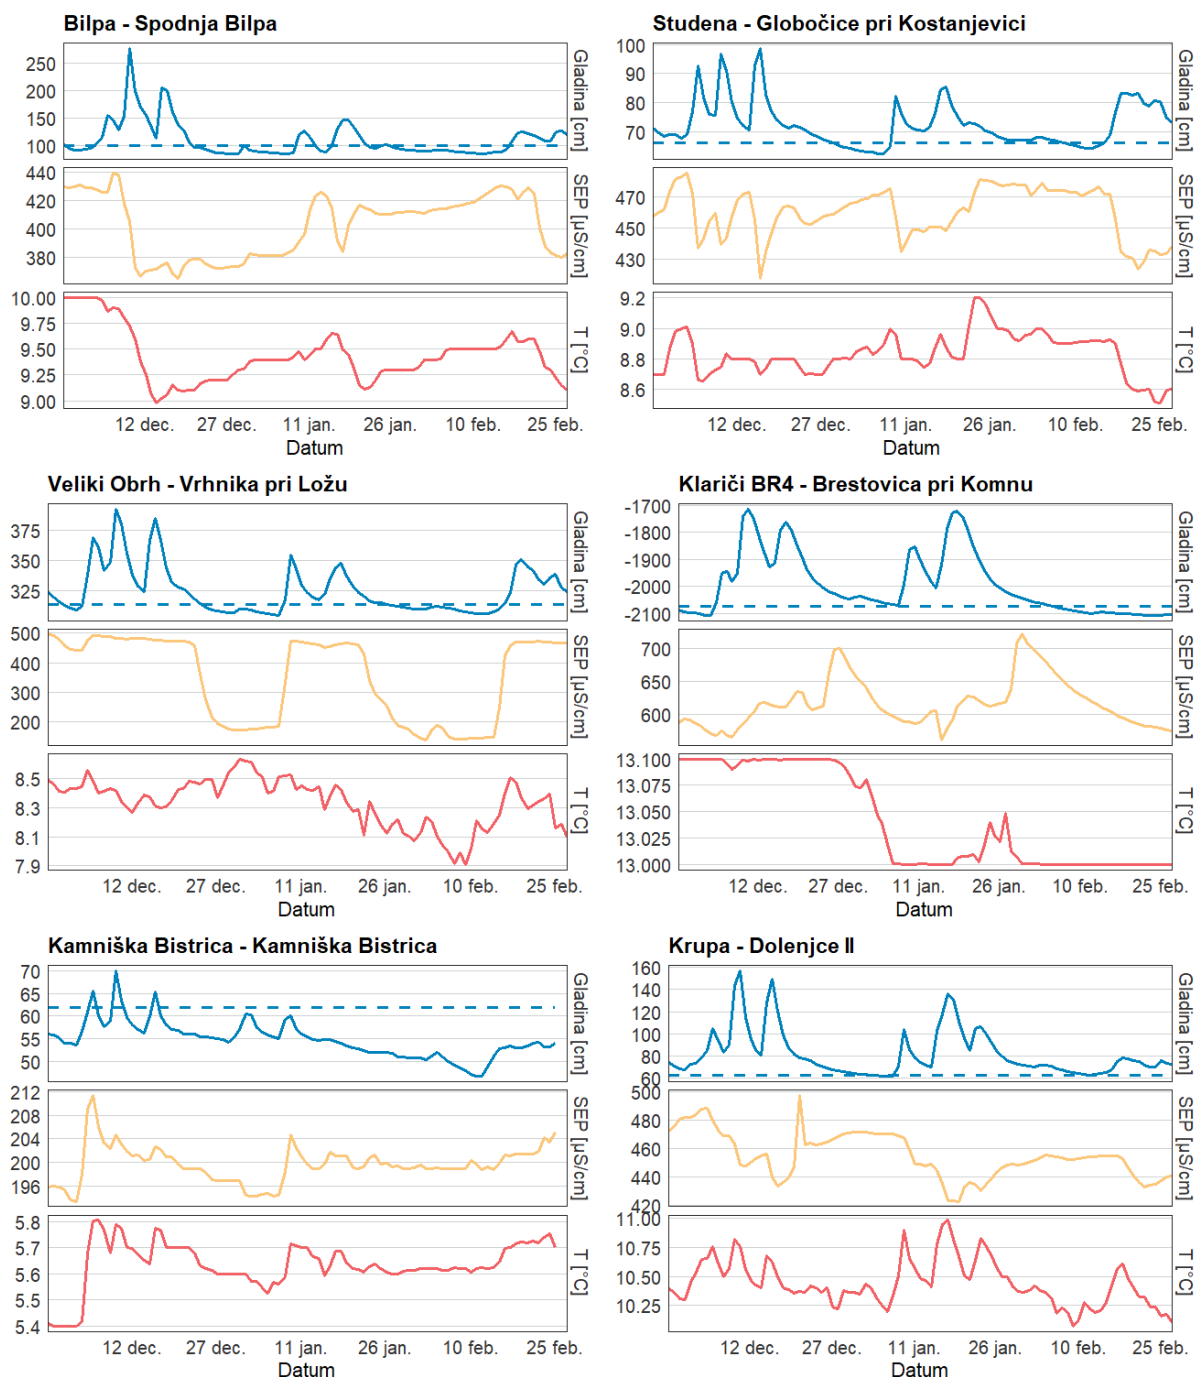 Bilpa - Spodnja Bilpa
250
200
150
100
Gladina [cm]
440
420
400
380
SEP [µS/cm]
10.00
9.75
9.50
9.25
9.00
T [°C]
12 dec.
27 dec.
11 jan.
26 jan.
10 feb.
25 feb.
Datum
Studena - Globočice pri Kostanjevici
100
90
80
70
60
Gladina [cm]
470
450
430
SEP [µS/cm]
9.2
9.0
8.8
8.6
T [°C]
12 dec.
27 dec.
11 jan.
26 jan.
10 feb.
25 feb.
Datum
Veliki Obrh - Vrhnika pri Ložu
375
350
325
Gladina [cm]
500
400
300
200
SEP [µS/cm]
8.5
8.3
8.1
7.9
T [°C]
12 dec.
27 dec.
11 jan.
26 jan.
10 feb.
25 feb.
Datum
Klariči BR4 - Brestovica pri Komnu
-1700
-1800
-1900
-2000
-2100
Gladina [cm]
700
650
600
SEP [µS/cm]
13.100
13.075
13.050
13.025
13.000
T [°C]
12 dec.
27 dec.
11 jan.
26 jan.
10 feb.
25 feb.
Datum
Kamniška Bistrica - Kamniška Bistrica
70
65
60
55
50
Gladina [cm]
212
208
204
200
196
SEP [µS/cm]
5.8
5.7
5.6
5.5
5.4
T [°C]
12 dec.
27 dec.
11 jan.
26 jan.
10 feb.
25 feb.
Datum
Krupa - Dolenjce II
160
140
120
100
80
60
Gladina [cm]
500
480
460
440
420
SEP [µS/cm]
11.00
10.75
10.50
10.25
T [°C]
12 dec.
27 dec.
11 jan.
26 jan.
10 feb.
25 feb.
Datum